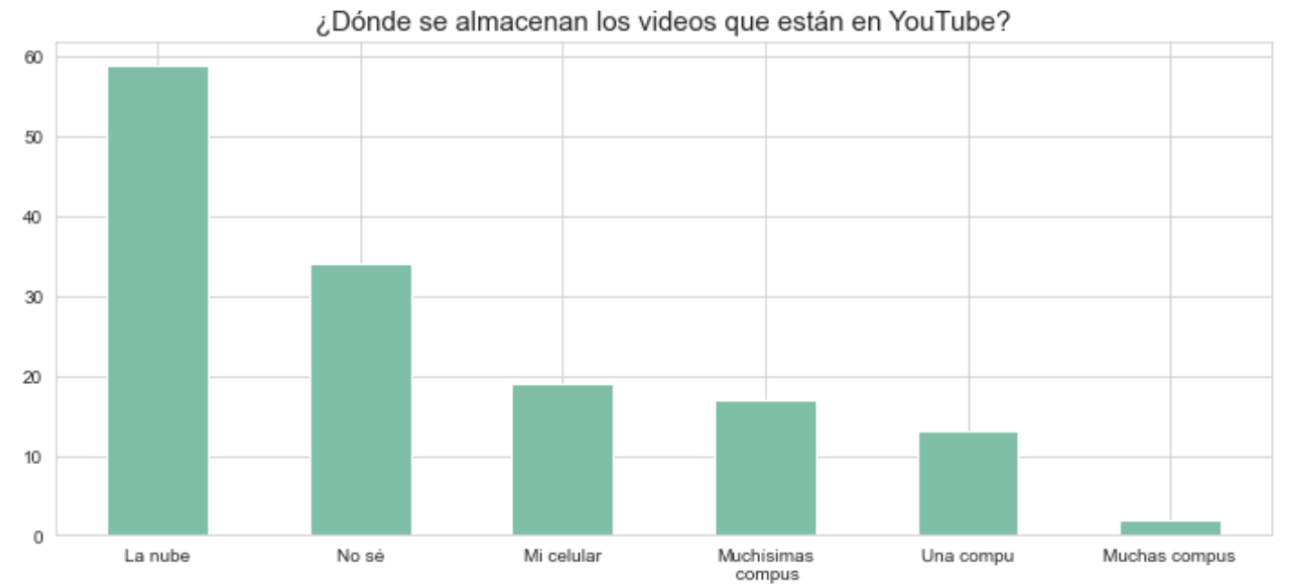 ¿Dónde se almacenan los videos que están en YouTube?
60
50
40
30
20
10
0
La nube
No sé
Mi celular
Muchísimas
compus
Una compu
Muchas compus